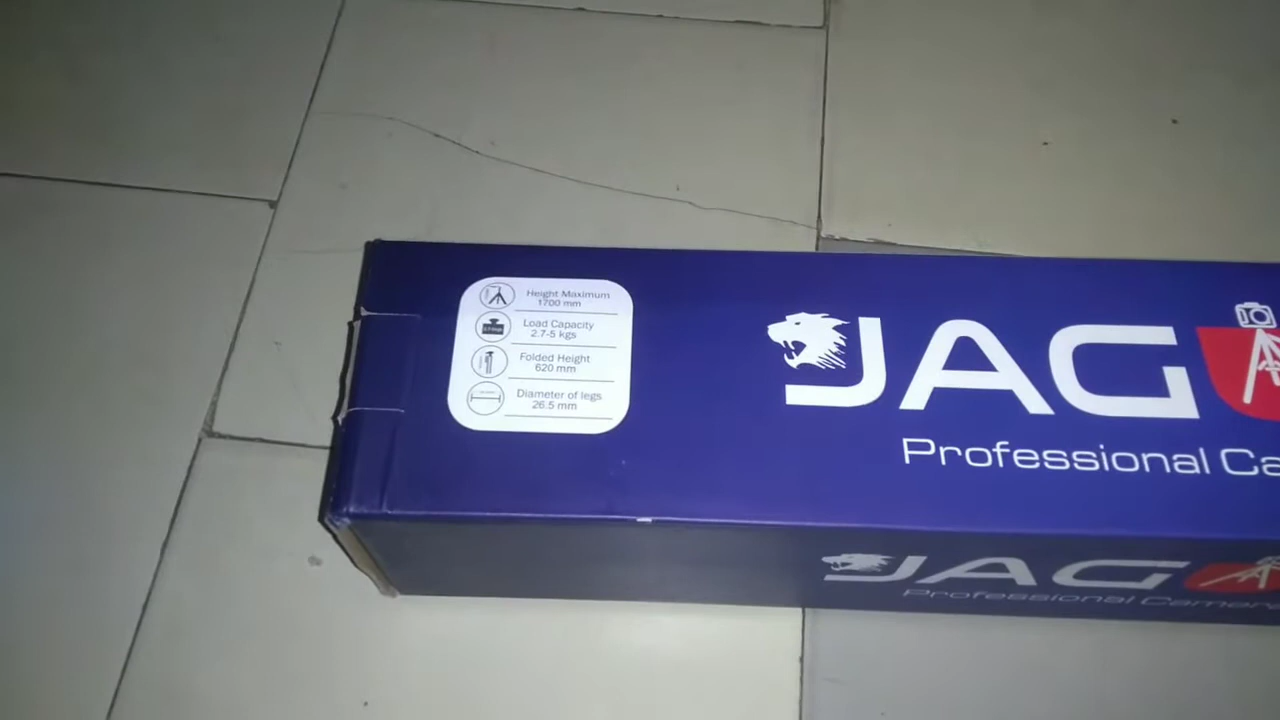 Height Maximum
1700 mm
Load Capacity
2.7-5 kgs
Folded Height
620 mm
Diameter of legs
26.5 mm
JAG
Professional Ca
JAG
Professional Camera